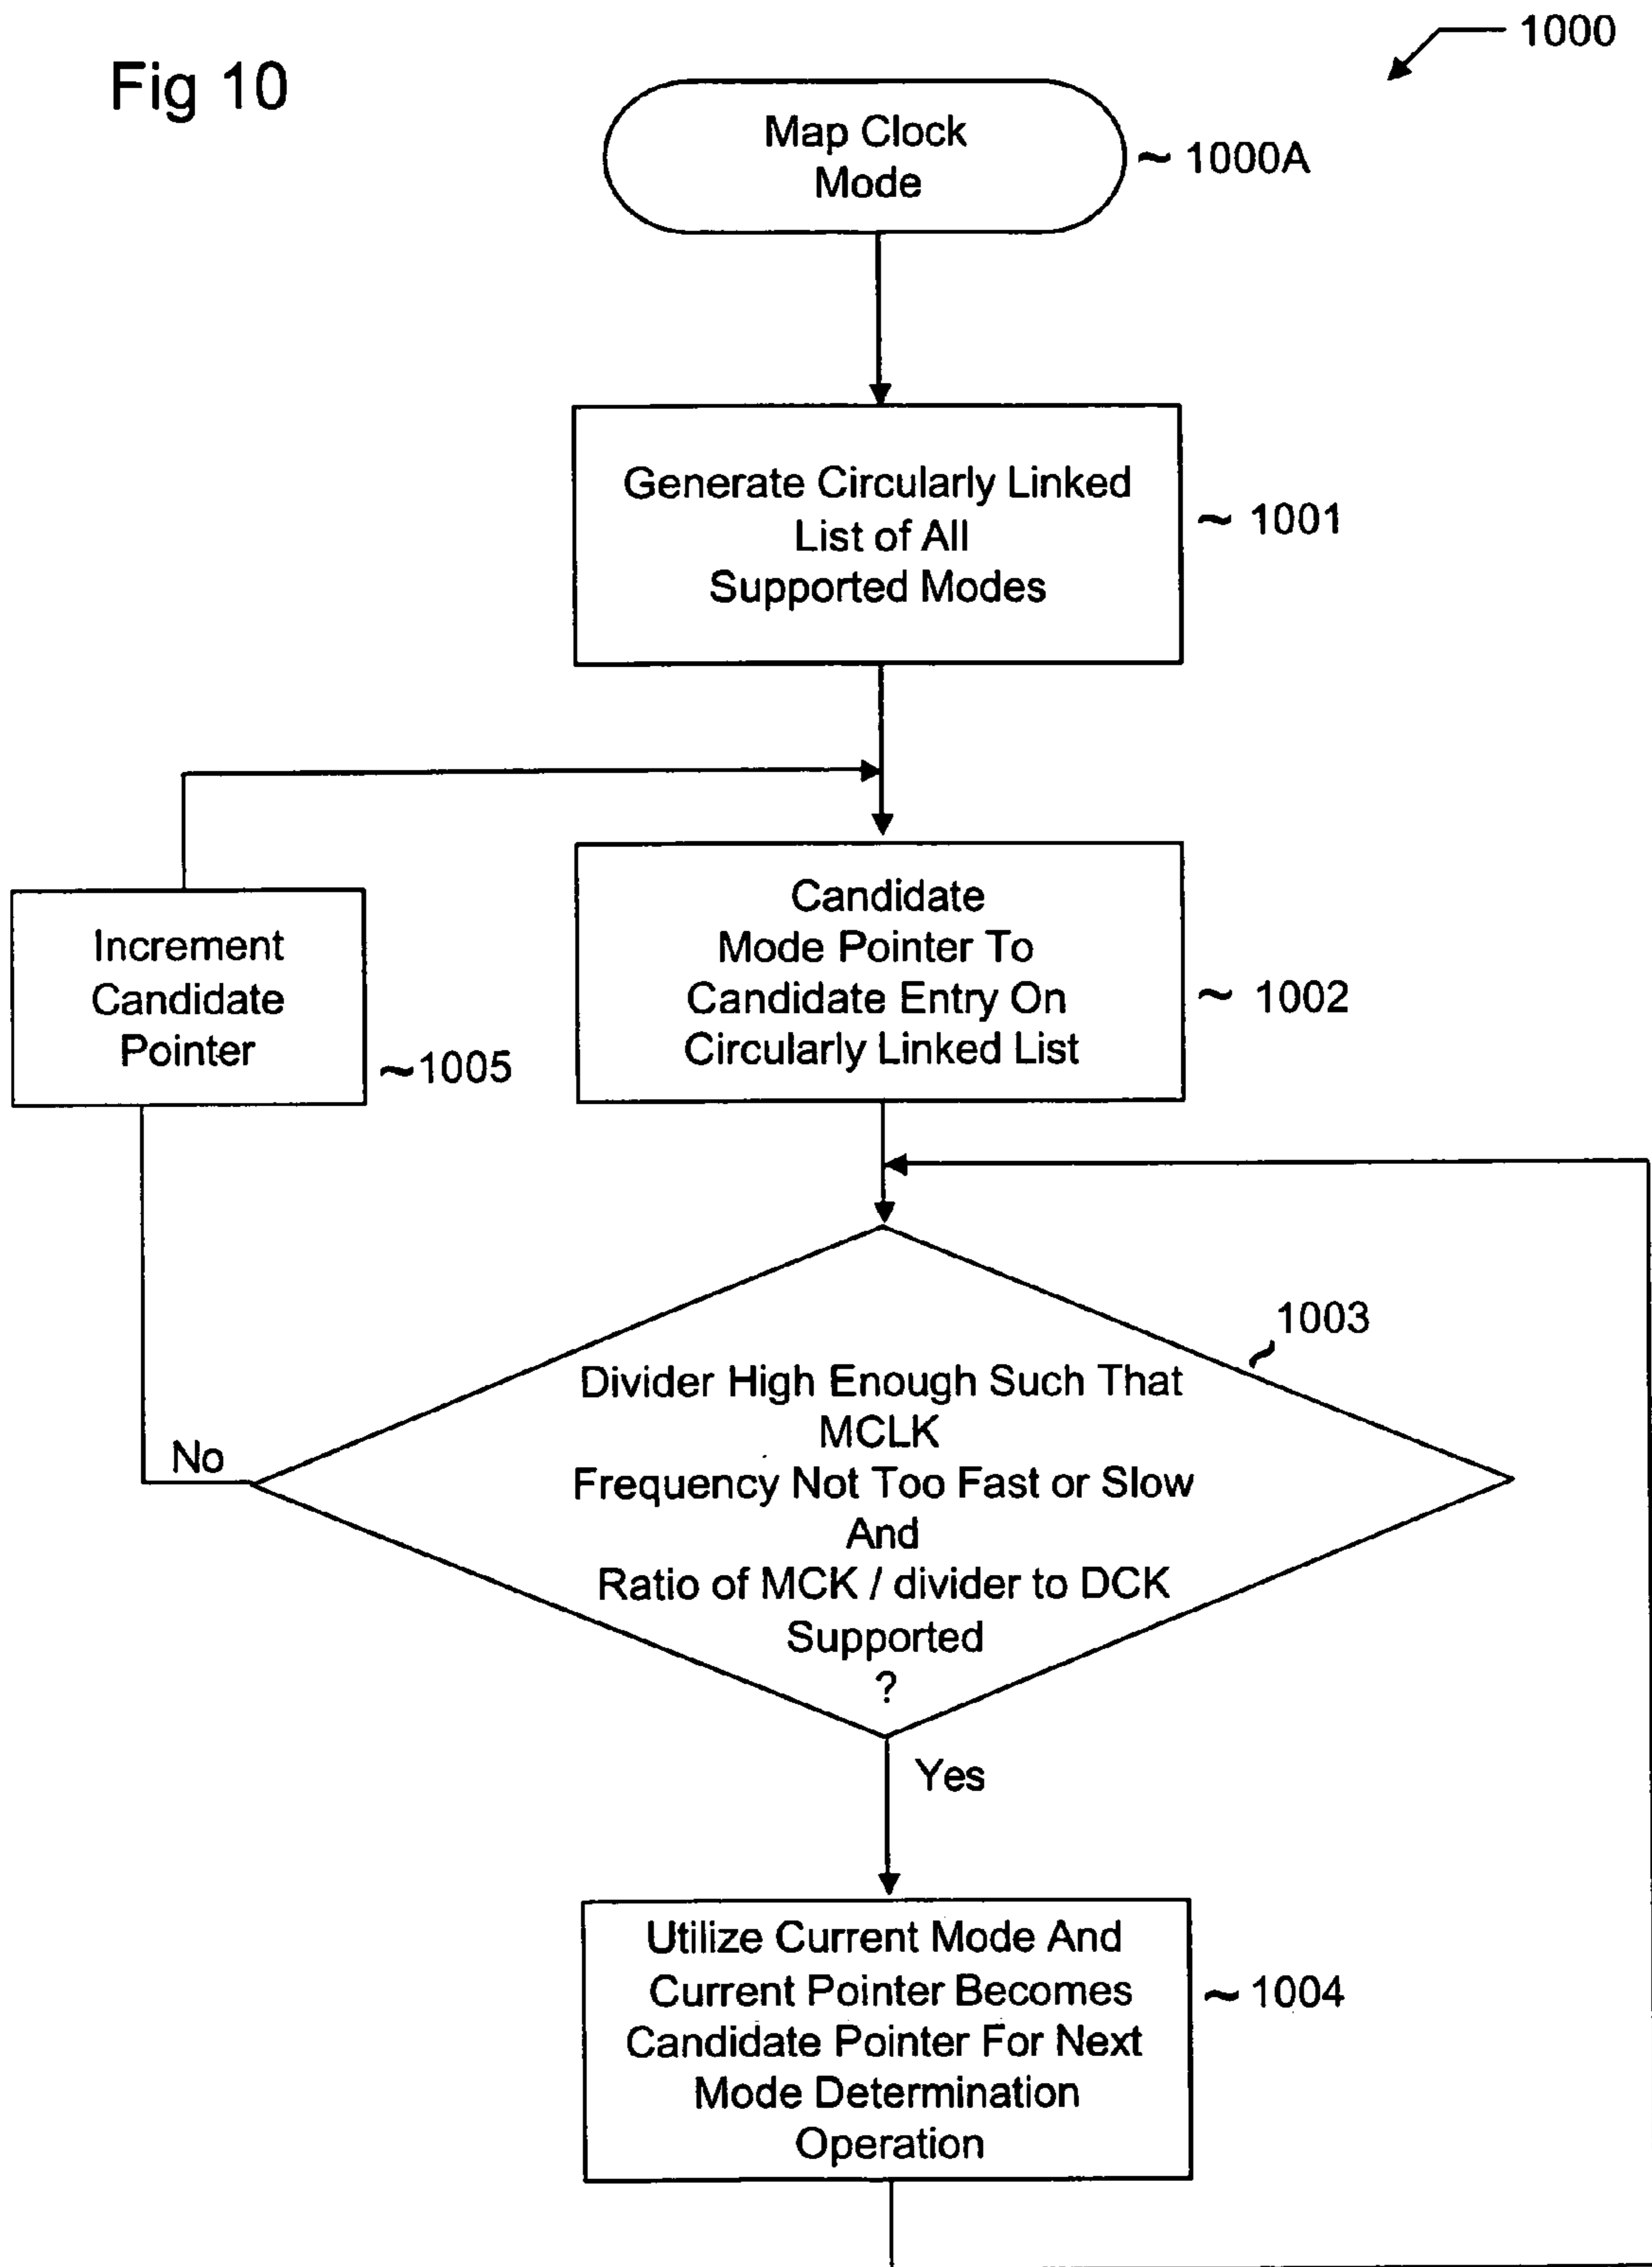 1000
Fig 10
Map Clock
Mode
~ 1000A
Generate Circularly Linked
List of All
Supported Modes
~ 1001
Candidate
Mode Pointer To
Candidate Entry On
Circularly Linked List
~ 1002
Increment
Candidate
Pointer
~1005
1003
Divider High Enough Such That
MCLK
Frequency Not Too Fast or Slow
And
Ratio of MCK / divider to DCK
Supported
?
No
Yes
Utilize Current Mode And
Current Pointer Becomes
Candidate Pointer For Next
Mode Determination
Operation
~ 1004